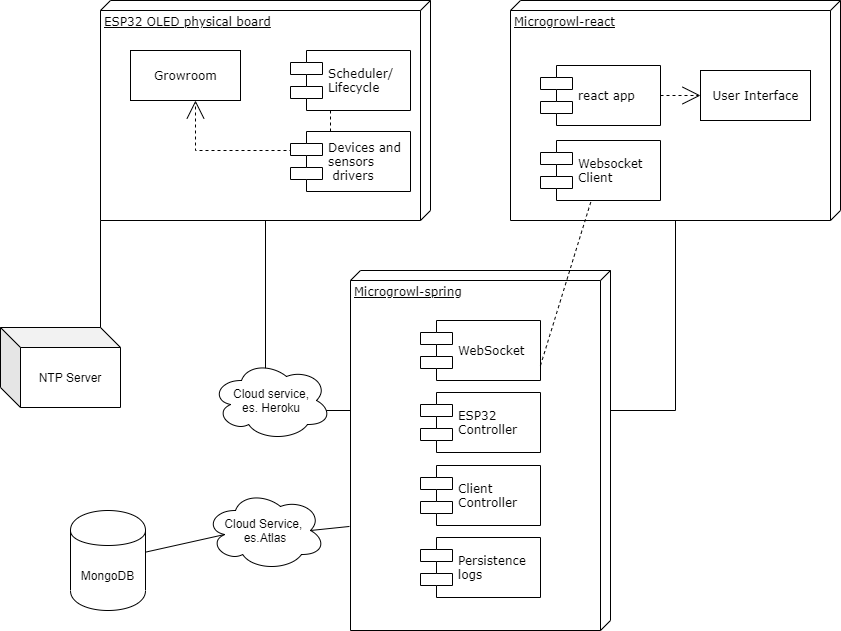 ESP32 OLED physical board
Growroom
Scheduler/
Lifecycle
Devices and
sensors
drivers
Microgrowl-react
react app
User Interface
Websocket
Client
NTP Server
Cloud service,
es. Heroku
Microgrowl-spring
WebSocket
ESP32
Controller
Client
Controller
Persistence
logs
Cloud Service,
es.Atlas
MongoDB